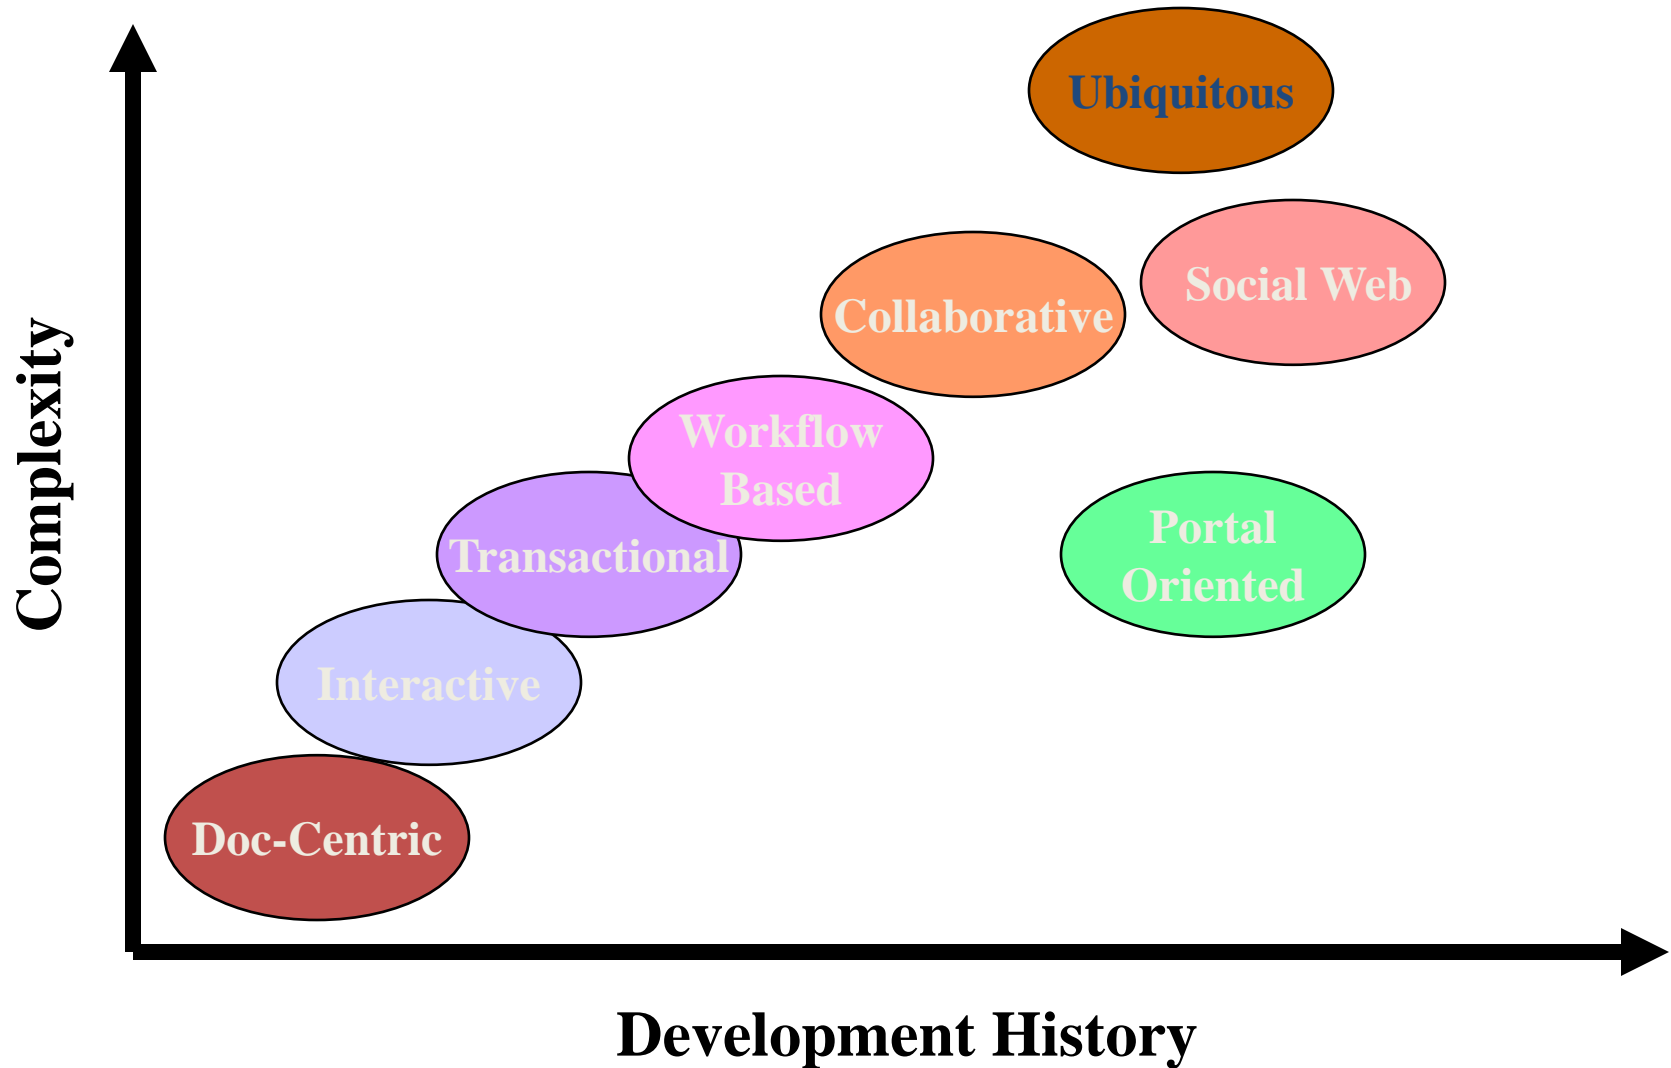 Ubiquitous
Social Web
Collaborative
Workflow
Based
Portal
Oriented
Transactional
Interactive
Doc-Centric
Complexity
Development History